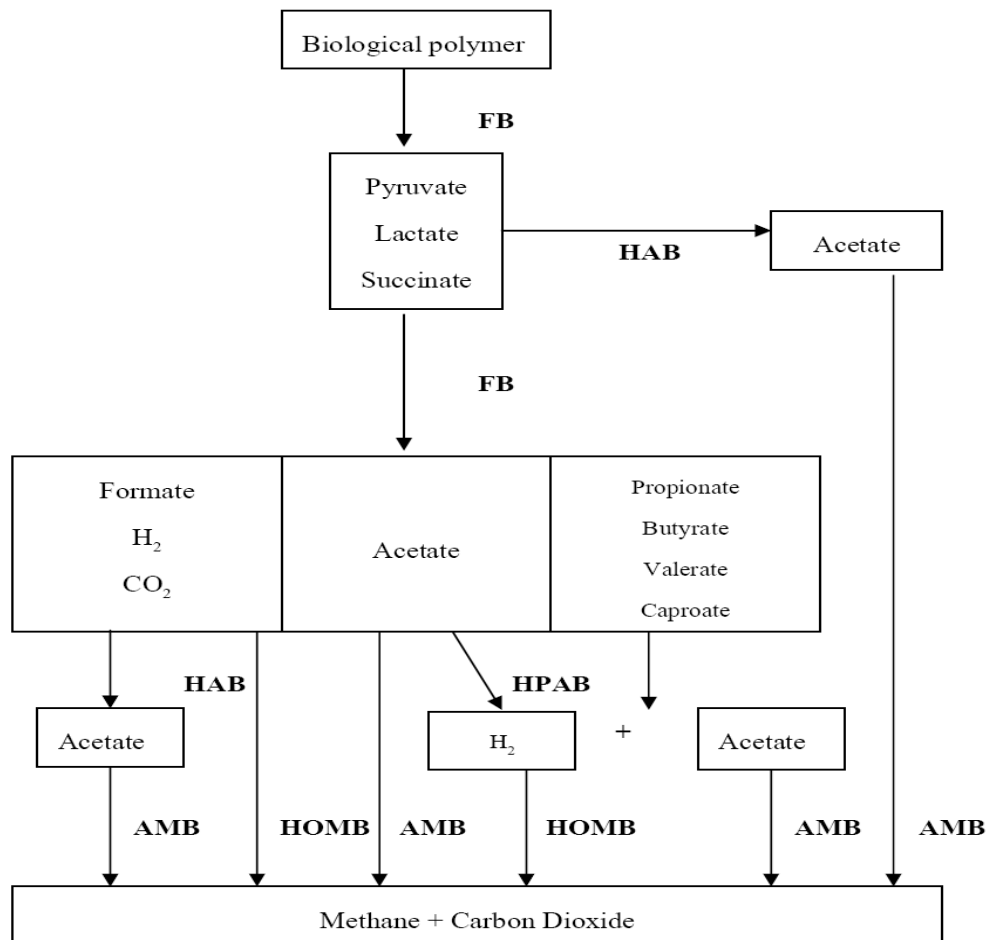 Biological polymer
FB
Pyruvate
Lactate
Succinate
HAB
Acetate
FB
Formate
H₂
CO₂
Acetate
Propionate
Butyrate
Valerate
Caproate
HAB
HPAB
Acetate
H₂
+
Acetate
AMB
HOMB
AMB
HOMB
AMB
AMB
Methane + Carbon Dioxide